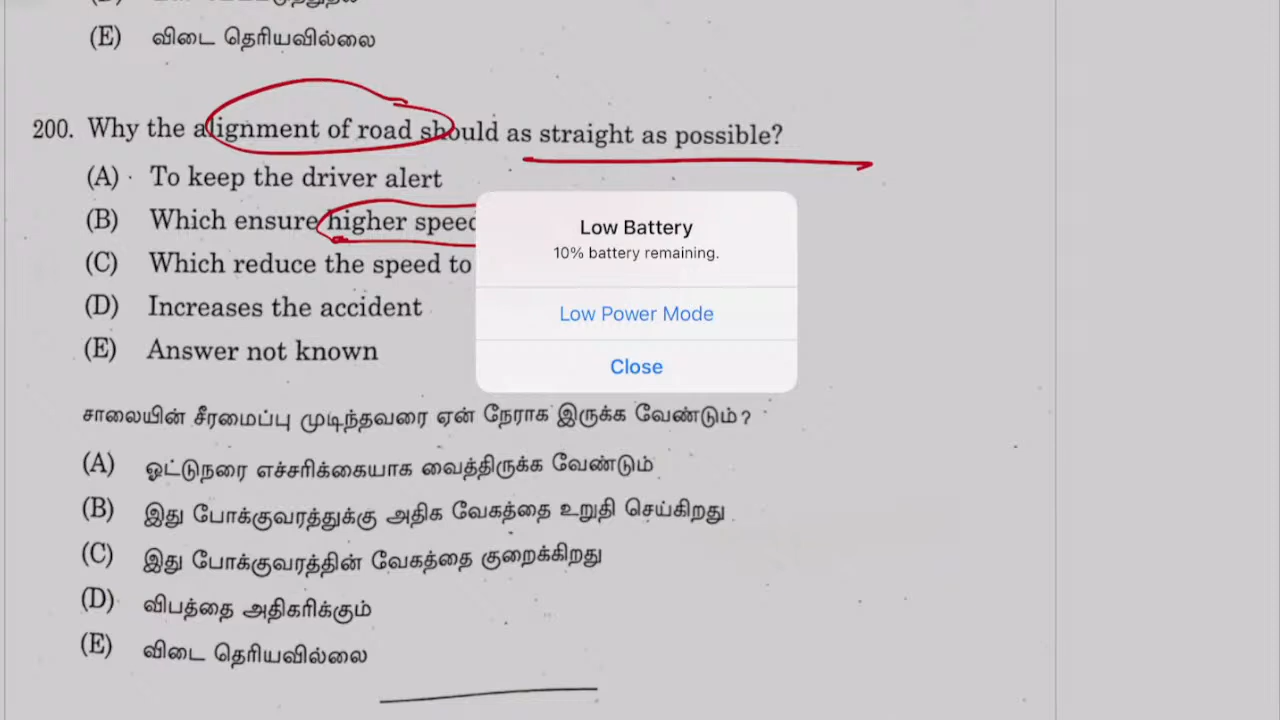 (E) விடை தெரியவில்லை
200. Why the alignment of road should as straight as possible?
(A) To keep the driver alert
(B) Which ensure higher speed
(C) Which reduce the speed to
(D) Increases the accident
(E) Answer not known
Low Battery
10% battery remaining.
Low Power Mode
Close
சாலையின் சீரமைப்பு முடிந்தவரை ஏன் நேராக இருக்க வேண்டும்?
(A) ஓட்டுநரை எச்சரிக்கையாக வைத்திருக்க வேண்டும்
(B) இது போக்குவரத்துக்கு அதிக வேகத்தை உறுதி செய்கிறது
(C) இது போக்குவரத்தின் வேகத்தை குறைக்கிறது
(D) விபத்தை அதிகரிக்கும்
(E) விடை தெரியவில்லை